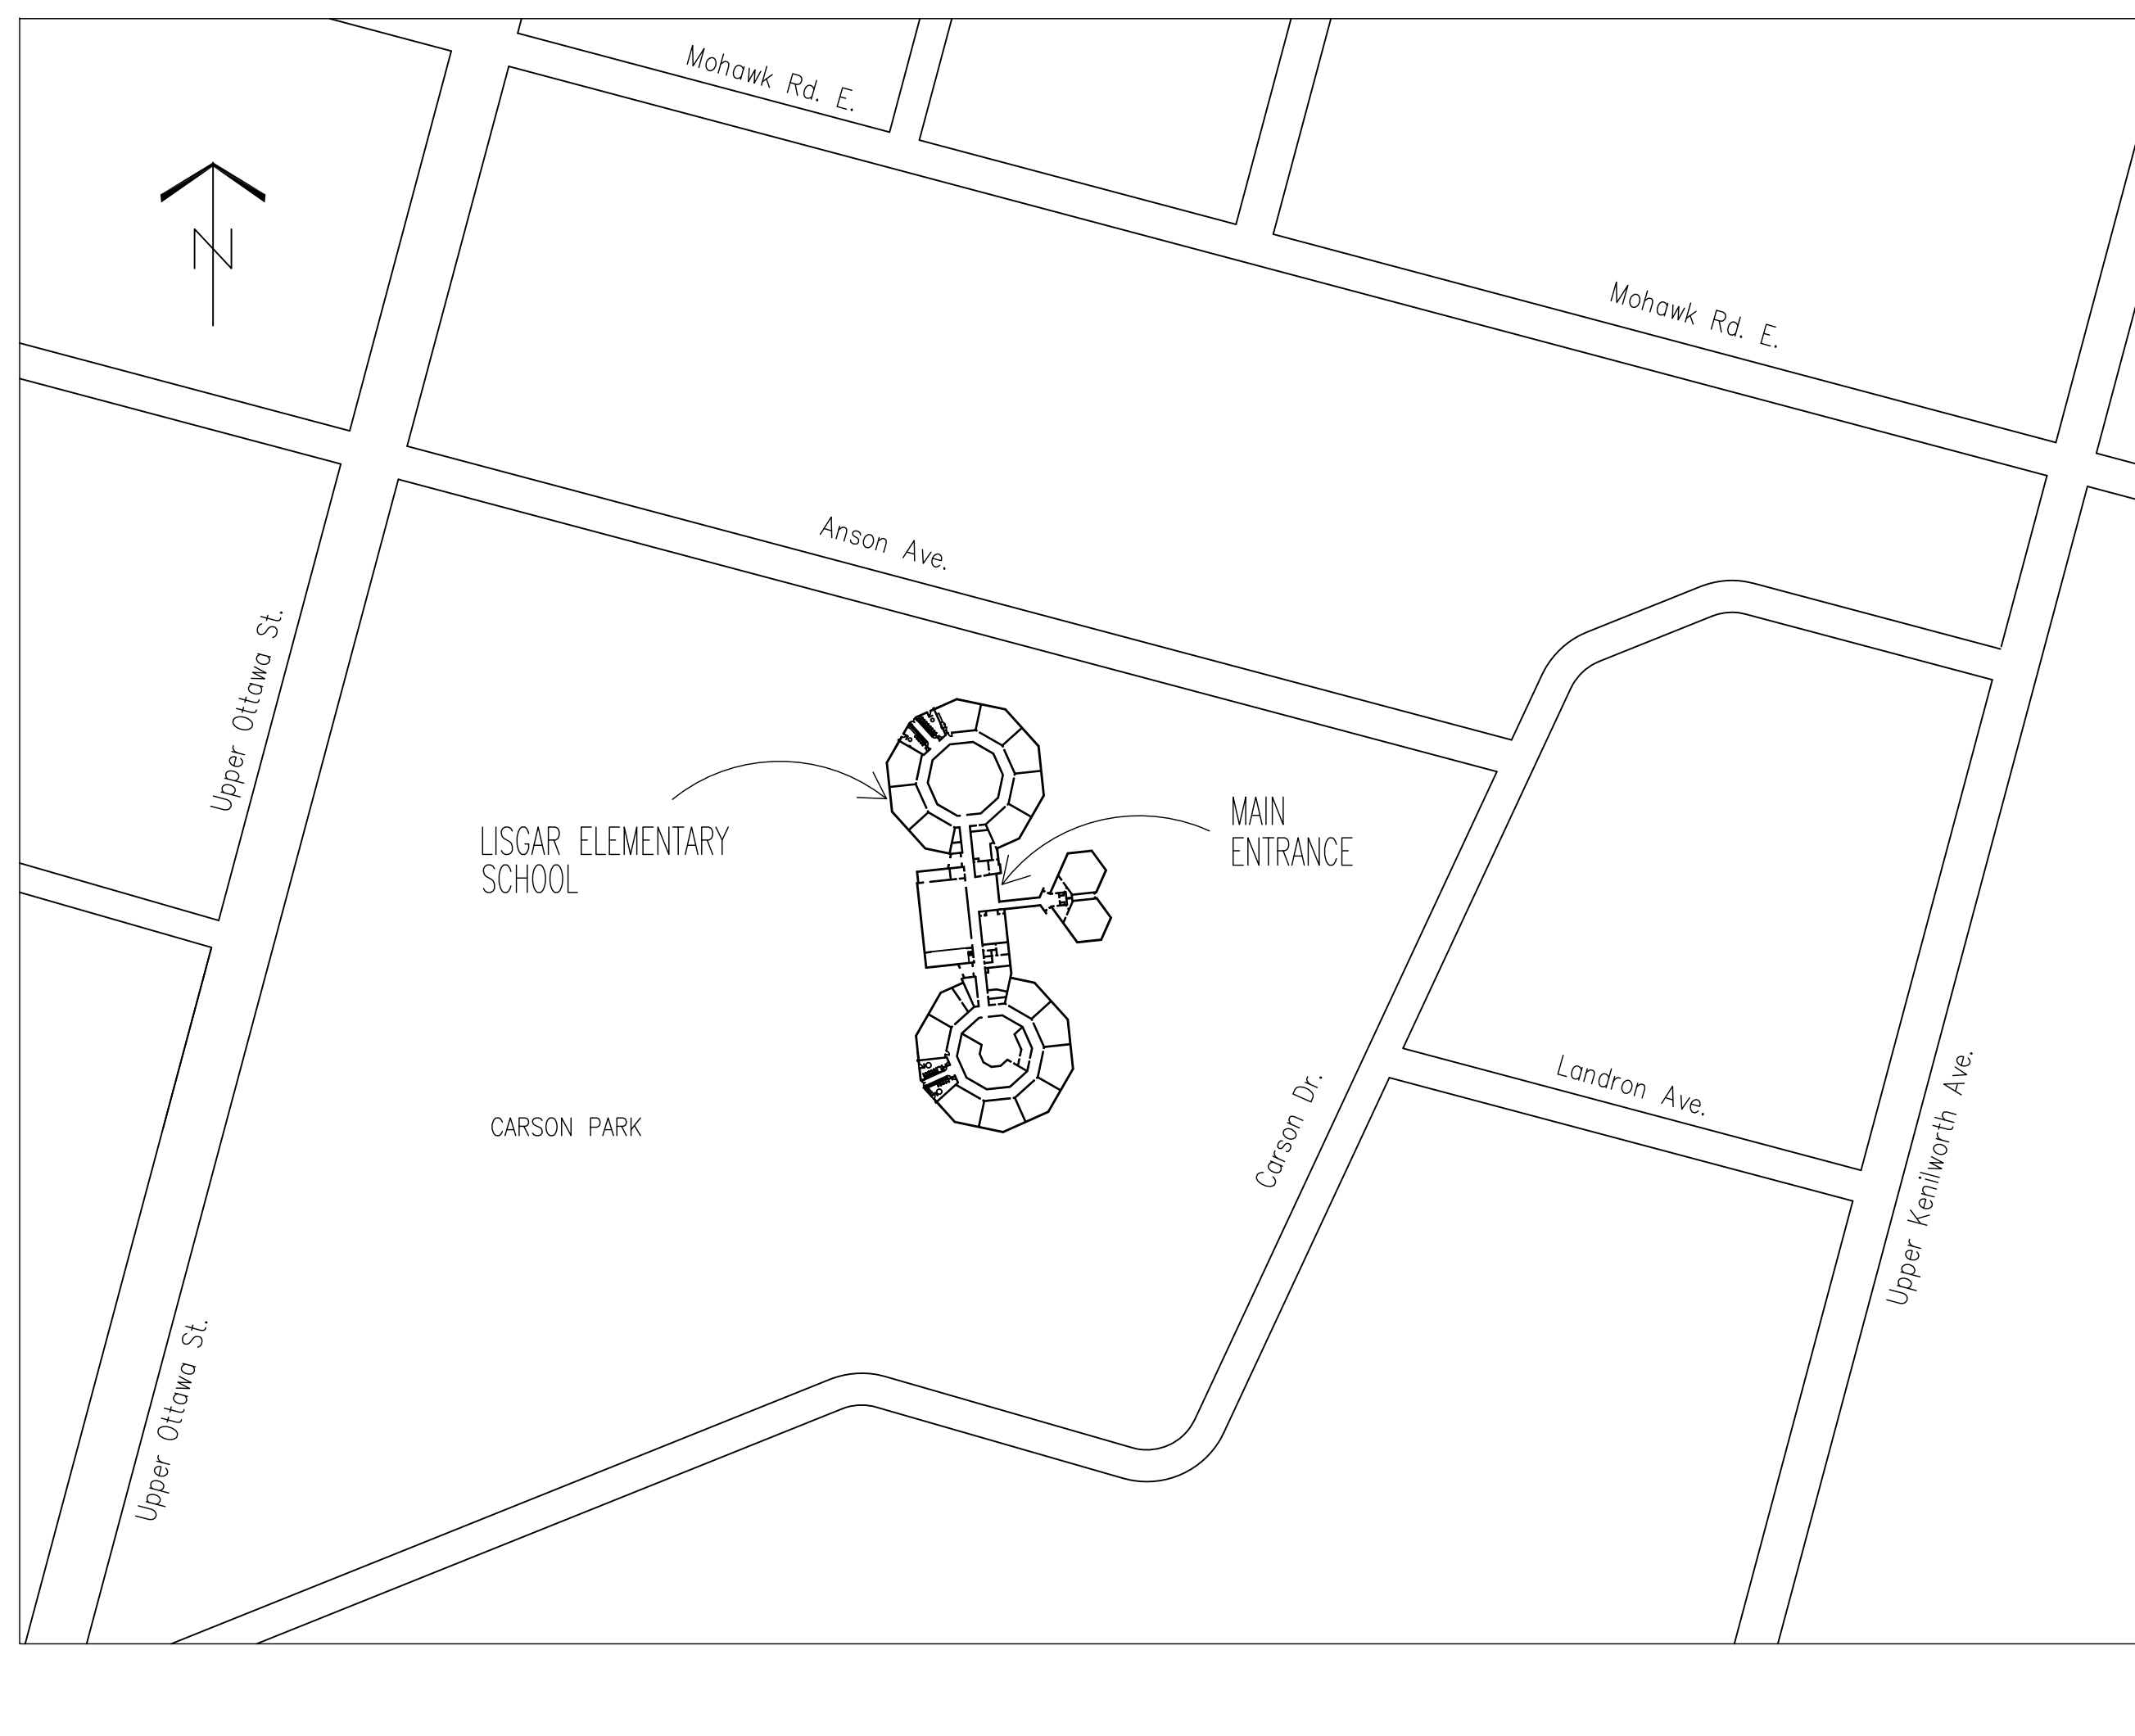 Mohawk Rd. E.
N
Mohawk Rd. E.
Anson Ave.
Upper Ottawa St.
MAIN
ENTRANCE
LISGAR ELEMENTARY
SCHOOL
Landron Ave.
Carson Dr.
CARSON PARK
Upper Kenilworth Ave.
Upper Ottawa St.